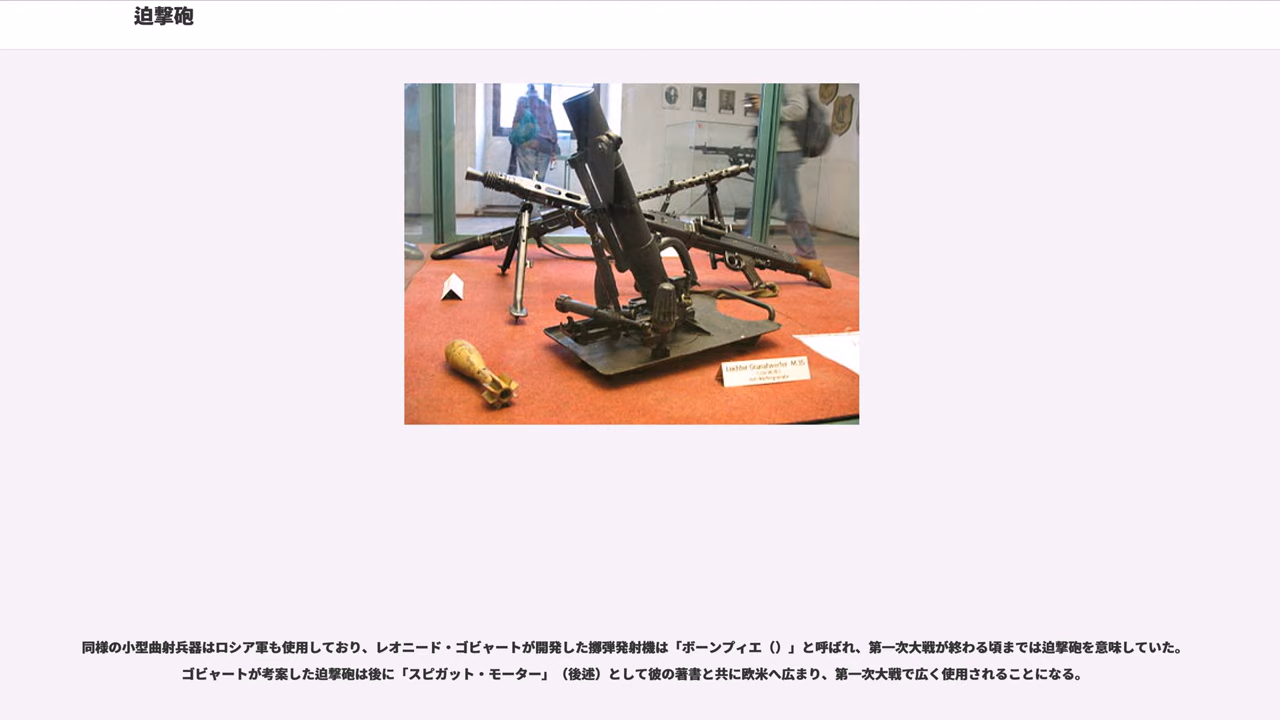 迫撃砲
Leichter Granatwerfer M.35
同様の小型曲射兵器はロシア軍も使用しており、レオニード・ゴビャートが開発した擲弾発射機は「ボーンプィエ（）」と呼ばれ、第一次大戦が終わる頃までは迫撃砲を意味していた。
ゴビャートが考案した迫撃砲は後に「スピガット・モーター」（後述）として彼の著書と共に欧米へ広まり、第一次大戦で広く使用されることになる。